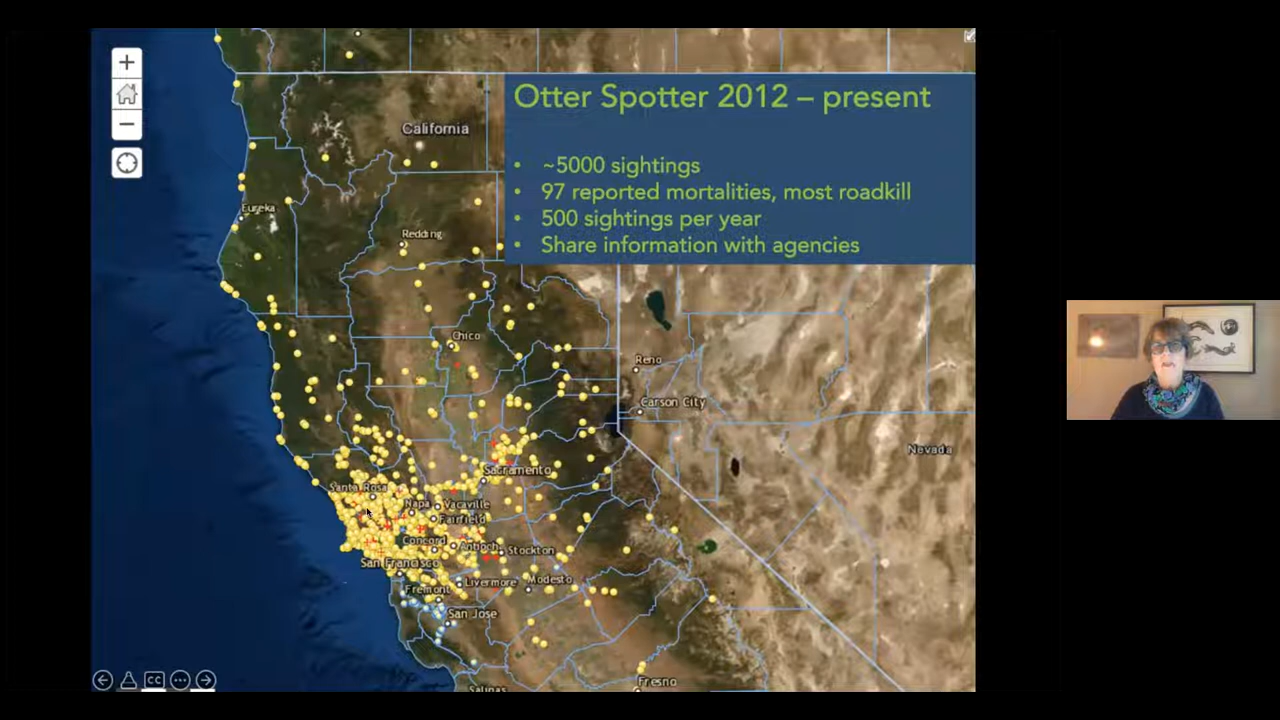 Otter Spotter 2012 – present
• ~5000 sightings
• 97 reported mortalities, most roadkill
• 500 sightings per year
• Share information with agencies
California
Eureka
Redding
Chico
Reno
Carson City
Nevada
Sacramento
Santa Rosa
Napa
Vacaville
Fairfield
Concord
Antioch
Stockton
San Francisco
Livermore
Modesto
Fremont
San Jose
Fresno
Salinas
CC